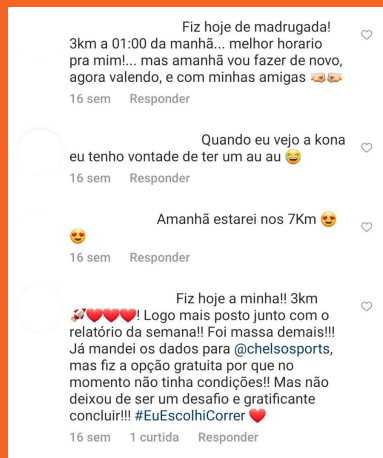 Fiz hoje de madrugada!
3km a 01:00 da manhã... melhor horario
pra mim!... mas amanhã vou fazer de novo,
agora valendo, e com minhas amigas 🤜🏼🤛🏼
16 sem Responder
Quando eu vejo a kona
eu tenho vontade de ter um au au 😂
16 sem Responder
Amanhã estarei nos 7Km 😍
😍
16 sem Responder
Fiz hoje a minha!! 3km
🚀❤️❤️❤️! Logo mais posto junto com o
relatório da semana!! Foi massa demais!!!
Já mandei os dados para @chelsosports,
mas fiz a opção gratuita por que no
momento não tinha condições!! Mas não
deixou de ser um desafio e gratificante
concluir!!! #EuEscolhiCorrer ❤️
16 sem 1 curtida Responder